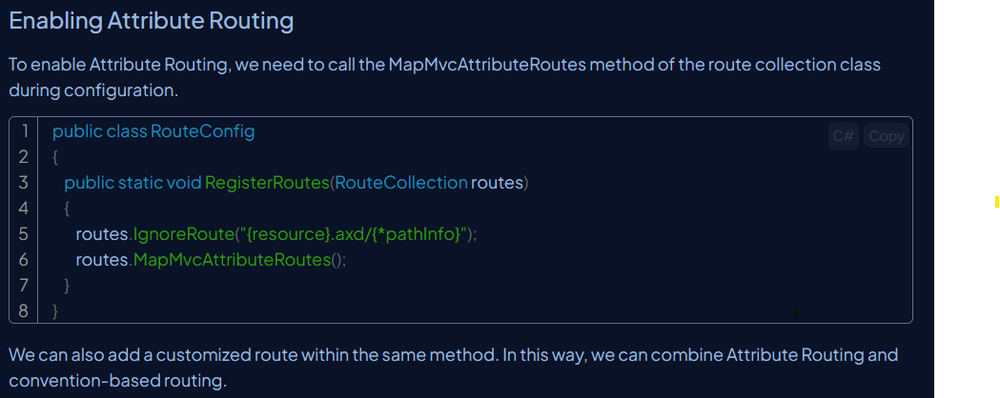 Enabling Attribute Routing
To enable Attribute Routing, we need to call the MapMvcAttributeRoutes method of the route collection class
during configuration.
1 public class RouteConfig
C# Copy
2 {
3 public static void RegisterRoutes(RouteCollection routes)
4 {
5 routes.IgnoreRoute("{resource}.axd/{*pathInfo}");
6 routes.MapMvcAttributeRoutes();
7 }
8 }
We can also add a customized route within the same method. In this way, we can combine Attribute Routing and
convention-based routing.